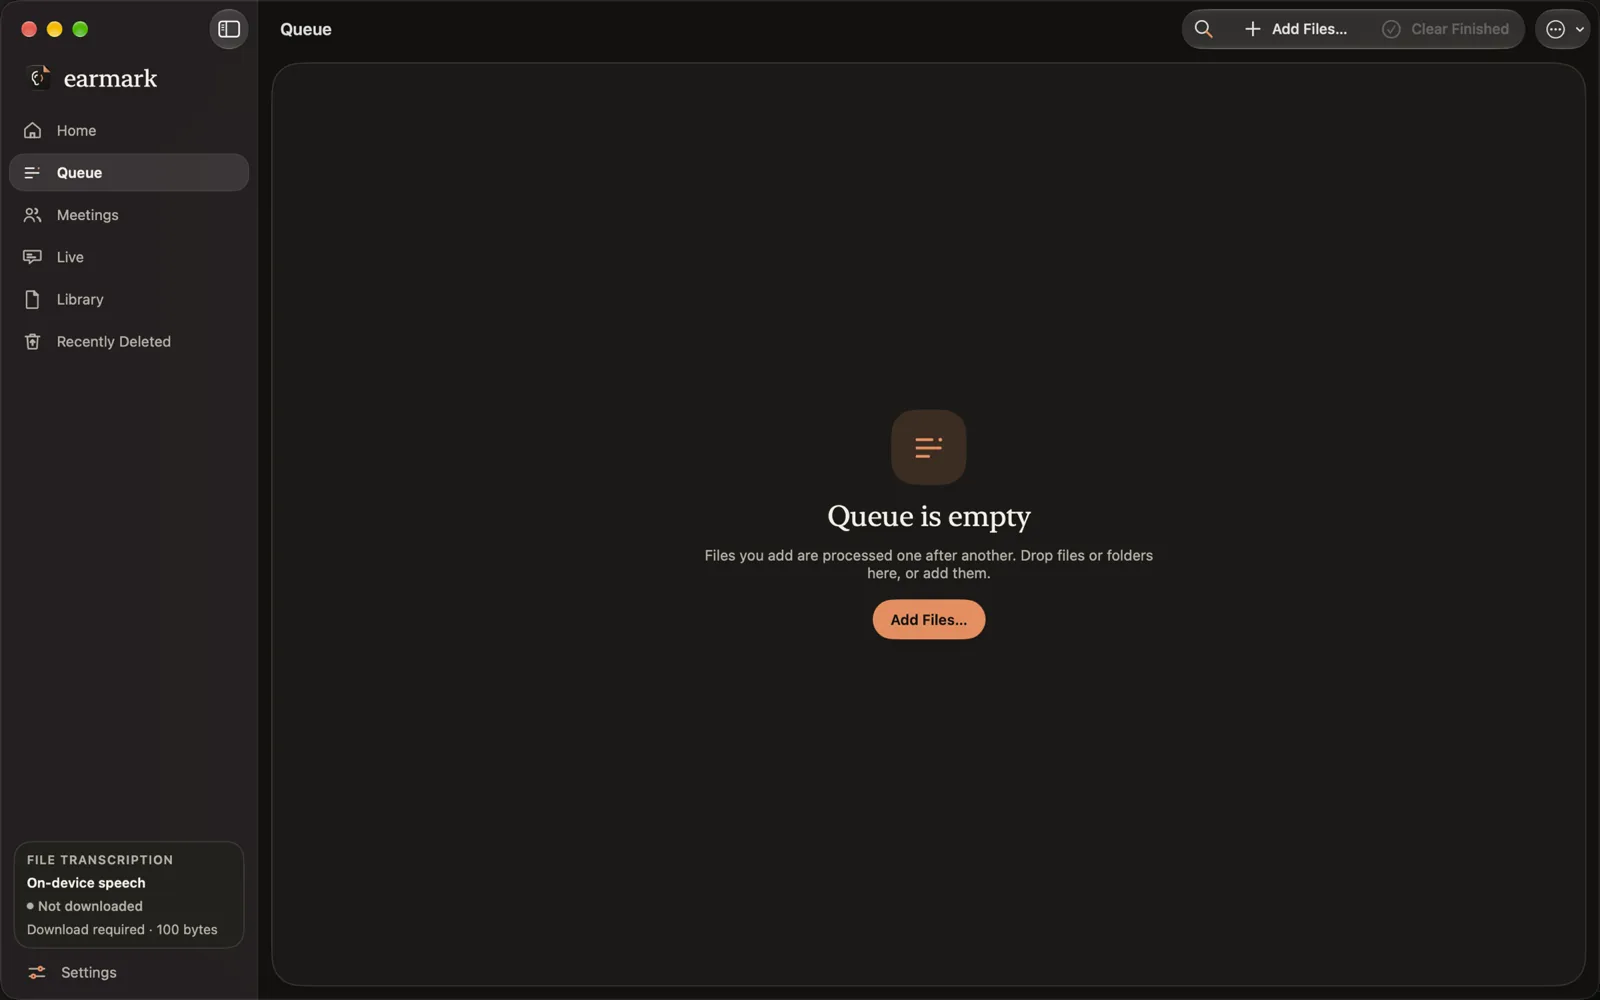 Queue
Add Files...
Clear Finished
earmark
Home
Queue
Meetings
Live
Library
Recently Deleted
Queue is empty
Files you add are processed one after another. Drop files or folders
here, or add them.
Add Files...
FILE TRANSCRIPTION
On-device speech
Not downloaded
Download required · 100 bytes
Settings